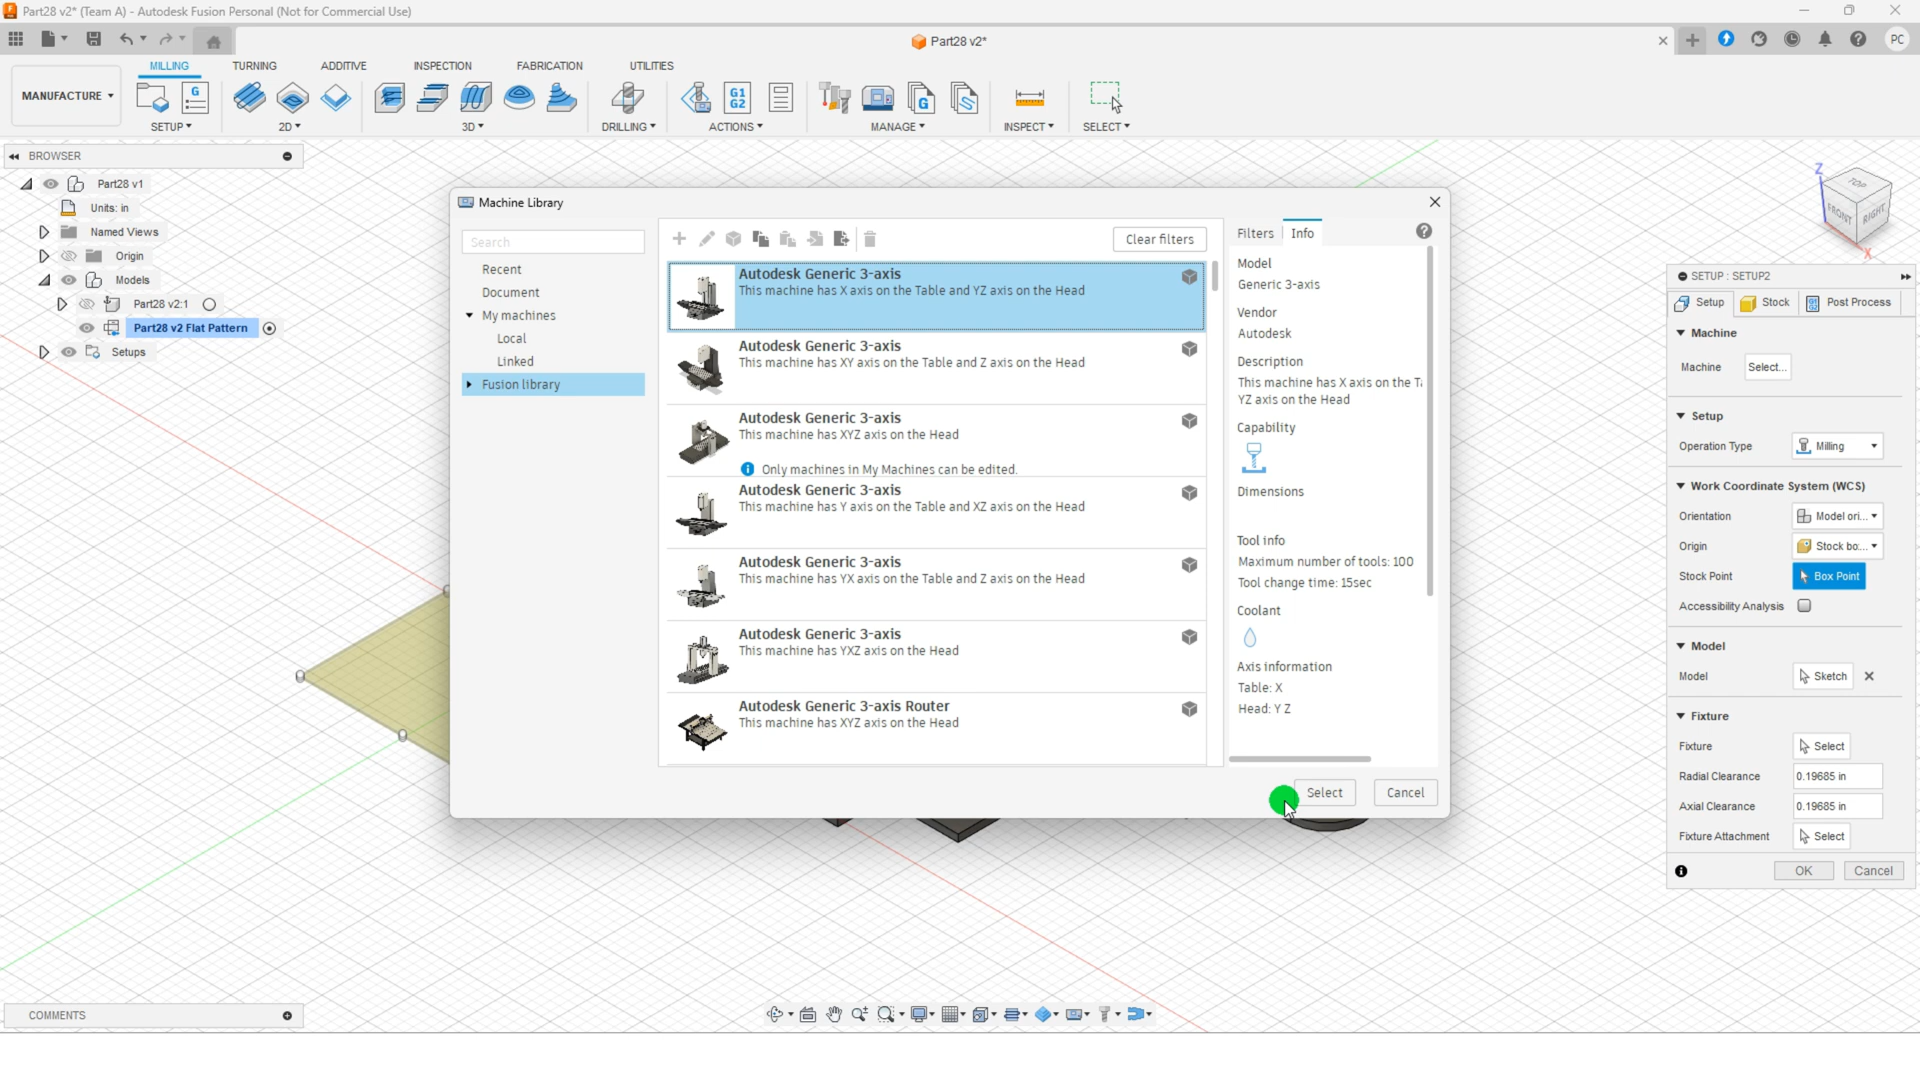 Part28 v2* (Team A) - Autodesk Fusion Personal (Not for Commercial Use)
Part28 v2*
PC
MILLING TURNING ADDITIVE INSPECTION FABRICATION UTILITIES
MANUFACTURE
G
G1
G2
G
SETUP 2D 3D DRILLING ACTIONS MANAGE INSPECT SELECT
BROWSER
Part28 v1
Units: in
Named Views
Origin
Models
Part28 v2:1
Part28 v2 Flat Pattern
Setups
Machine Library
Search
Recent
Document
My machines
Local
Linked
Fusion library
Clear filters
Autodesk Generic 3-axis
This machine has X axis on the Table and YZ axis on the Head
Autodesk Generic 3-axis
This machine has XY axis on the Table and Z axis on the Head
Autodesk Generic 3-axis
This machine has XYZ axis on the Head
Only machines in My Machines can be edited.
Autodesk Generic 3-axis
This machine has Y axis on the Table and XZ axis on the Head
Autodesk Generic 3-axis
This machine has YX axis on the Table and Z axis on the Head
Autodesk Generic 3-axis
This machine has YXZ axis on the Head
Autodesk Generic 3-axis Router
This machine has XYZ axis on the Head
Filters Info
Model
Generic 3-axis
Vendor
Autodesk
Description
This machine has X axis on the Ta
YZ axis on the Head
Capability
Dimensions
Tool info
Maximum number of tools: 100
Tool change time: 15sec
Coolant
Axis information
Table: X
Head: Y Z
Select Cancel
Z
TOP
FRONT RIGHT
X
SETUP : SETUP2
Setup Stock Post Process
Machine
Machine Select...
Setup
Operation Type Milling
Work Coordinate System (WCS)
Orientation Model ori...
Origin Stock bo...
Stock Point Box Point
Accessibility Analysis
Model
Model Sketch
Fixture
Fixture Select
Radial Clearance 0.19685 in
Axial Clearance 0.19685 in
Fixture Attachment Select
OK Cancel
COMMENTS